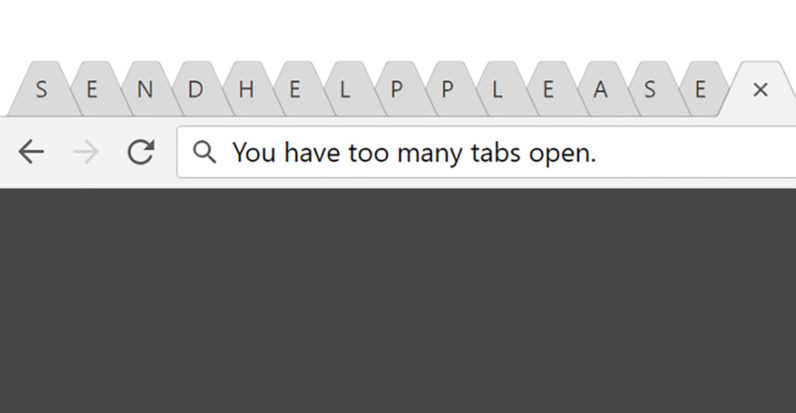 S E N D H E L P P L E A S E
You have too many tabs open.